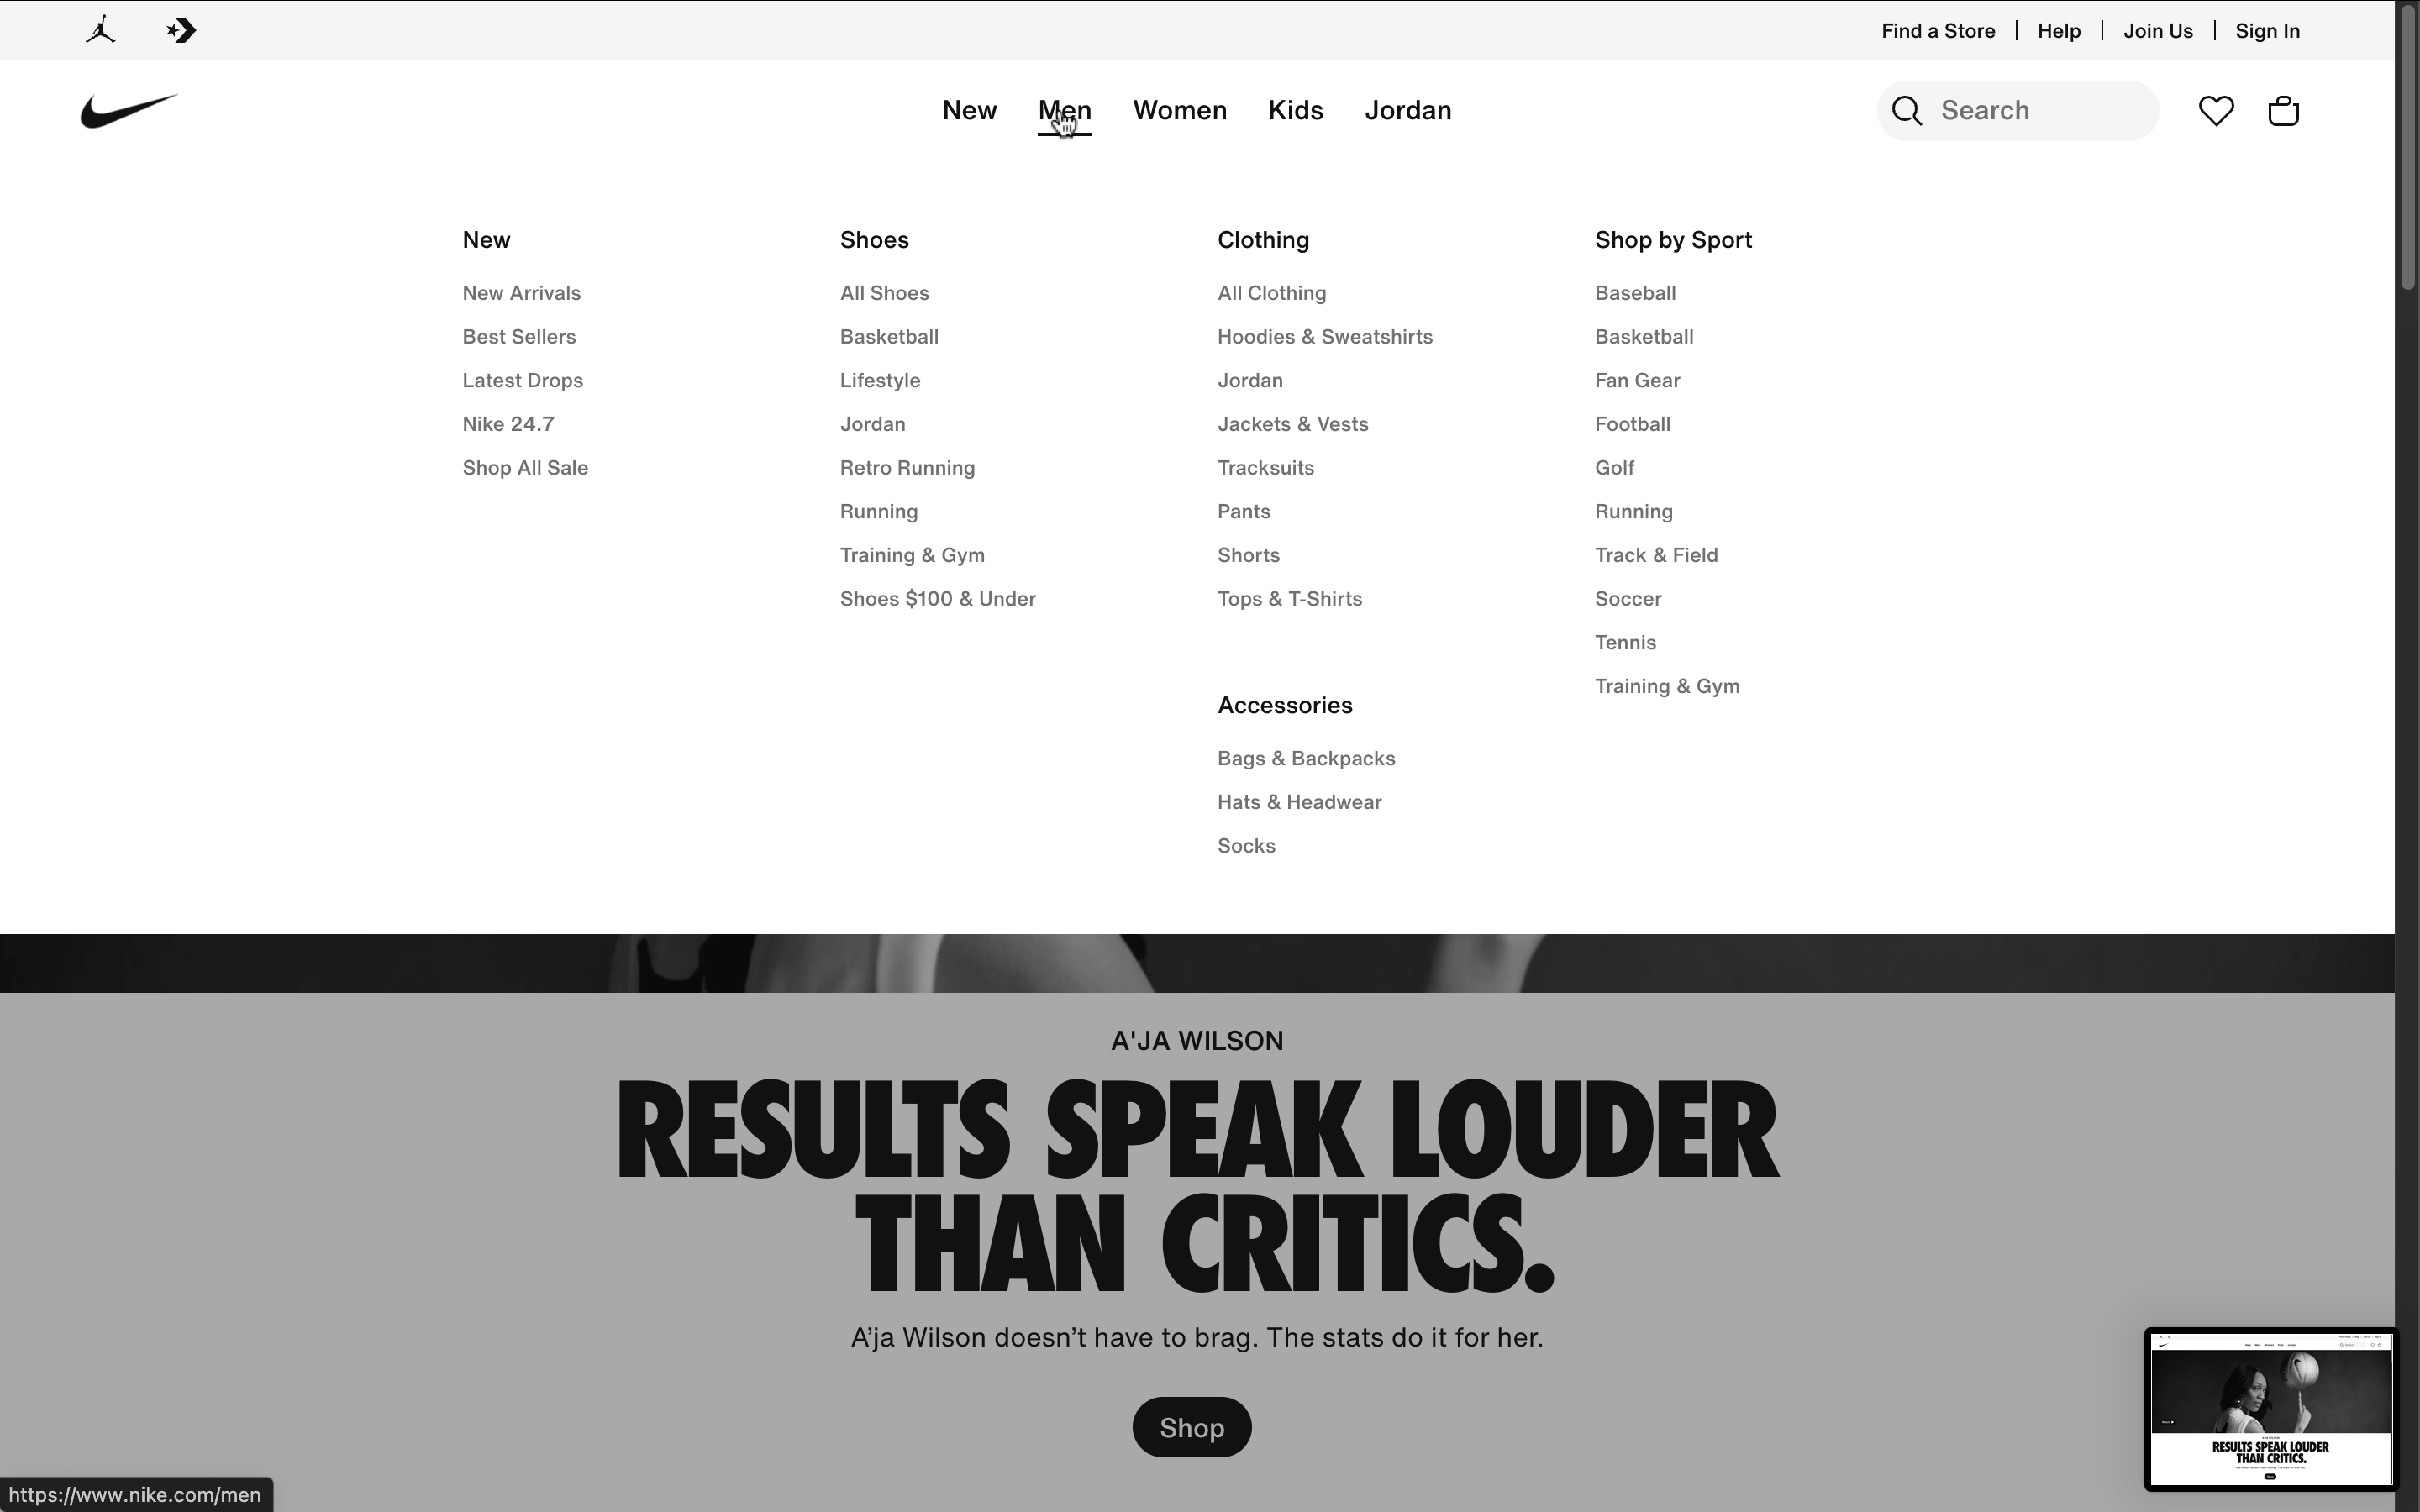 Find a Store
Help
Join Us
Sign In
New
Men
Women
Kids
Jordan
Search
New
New Arrivals
Best Sellers
Latest Drops
Nike 24.7
Shop All Sale
Shoes
All Shoes
Basketball
Lifestyle
Jordan
Retro Running
Running
Training & Gym
Shoes $100 & Under
Clothing
All Clothing
Hoodies & Sweatshirts
Jordan
Jackets & Vests
Tracksuits
Pants
Shorts
Tops & T-Shirts
Accessories
Bags & Backpacks
Hats & Headwear
Socks
Shop by Sport
Baseball
Basketball
Fan Gear
Football
Golf
Running
Track & Field
Soccer
Tennis
Training & Gym
A'JA WILSON
RESULTS SPEAK LOUDER
THAN CRITICS.
A’ja Wilson doesn’t have to brag. The stats do it for her.
Shop
RESULTS SPEAK LOUDER
THAN CRITICS.
https://www.nike.com/men